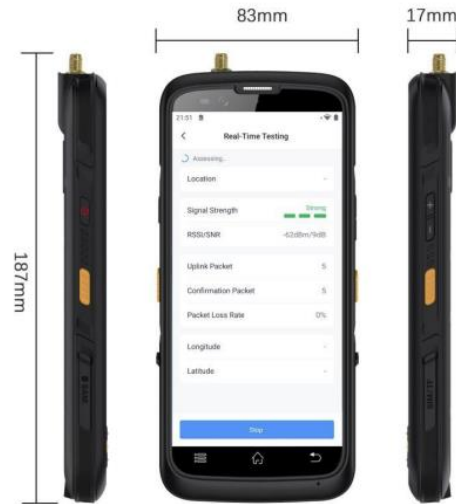 83mm
17mm
187mm
21:51
Real-Time Testing
Assessing..
Location -
Signal Strength Strong
RSSI/SNR -62dBm/9dB
Uplink Packet 5
Confirmation Packet 5
Packet Loss Rate 0%
Longitude -
Latitude -
Stop